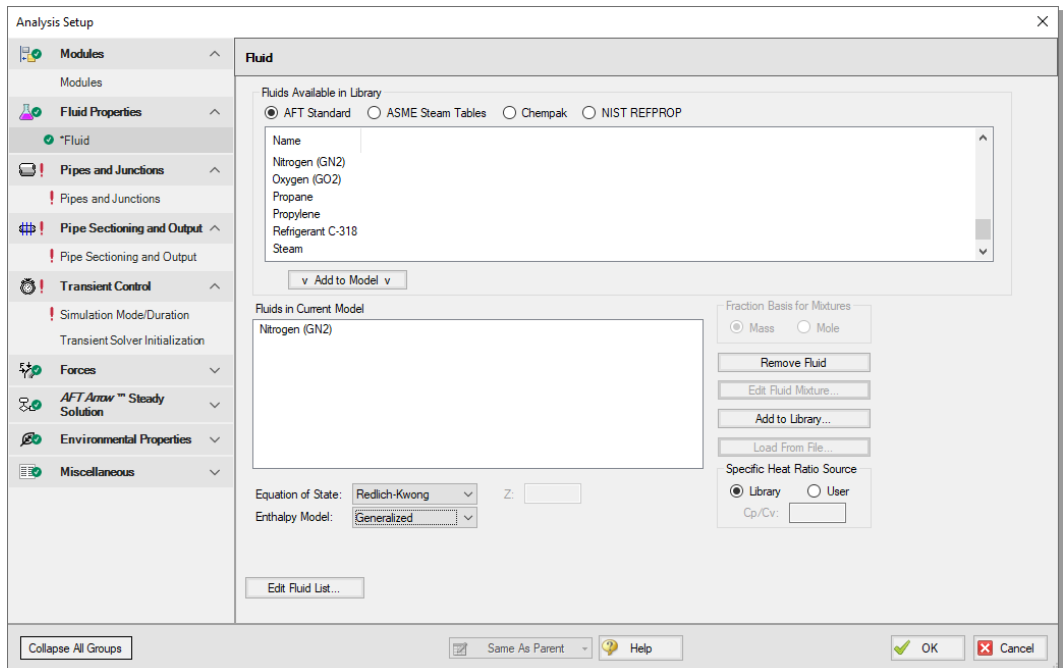 Analysis Setup
Modules
Modules
Fluid Properties
*Fluid
Pipes and Junctions
Pipes and Junctions
Pipe Sectioning and Output
Pipe Sectioning and Output
Transient Control
Simulation Mode/Duration
Transient Solver Initialization
Forces
AFT Arrow ™ Steady
Solution
Environmental Properties
Miscellaneous
Collapse All Groups
Fluid
Fluids Available in Library
AFT Standard ASME Steam Tables Chempak NIST REFPROP
Name
Nitrogen (GN2)
Oxygen (GO2)
Propane
Propylene
Refrigerant C-318
Steam
v Add to Model v
Fluids in Current Model
Nitrogen (GN2)
Fraction Basis for Mixtures
Mass Mole
Remove Fluid
Edit Fluid Mixture...
Add to Library...
Load From File...
Specific Heat Ratio Source
Library User
Cp/Cv:
Equation of State: Redlich-Kwong Z:
Enthalpy Model: Generalized
Edit Fluid List...
Same As Parent Help OK Cancel